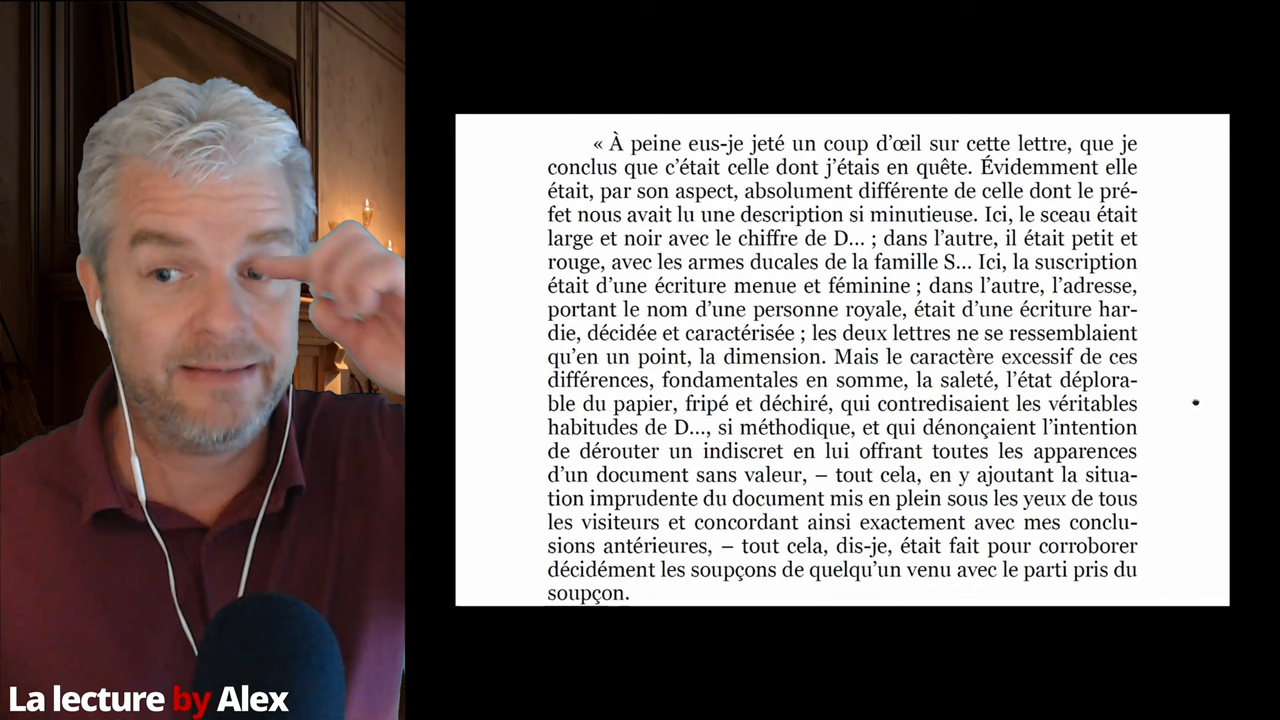 « À peine eus-je jeté un coup d’œil sur cette lettre, que je
conclus que c’était celle dont j’étais en quête. Évidemment elle
était, par son aspect, absolument différente de celle dont le pré-
fet nous avait lu une description si minutieuse. Ici, le sceau était
large et noir avec le chiffre de D… ; dans l’autre, il était petit et
rouge, avec les armes ducales de la famille S… Ici, la suscription
était d’une écriture menue et féminine ; dans l’autre, l’adresse,
portant le nom d’une personne royale, était d’une écriture har-
die, décidée et caractérisée ; les deux lettres ne se ressemblaient
qu’en un point, la dimension. Mais le caractère excessif de ces
différences, fondamentales en somme, la saleté, l’état déplora-
ble du papier, fripé et déchiré, qui contredisaient les véritables
habitudes de D…, si méthodique, et qui dénonçaient l’intention
de dérouter un indiscret en lui offrant toutes les apparences
d’un document sans valeur, – tout cela, en y ajoutant la situa-
tion imprudente du document mis en plein sous les yeux de tous
les visiteurs et concordant ainsi exactement avec mes conclu-
sions antérieures, – tout cela, dis-je, était fait pour corroborer
décidément les soupçons de quelqu’un venu avec le parti pris du
soupçon.
La lecture by Alex